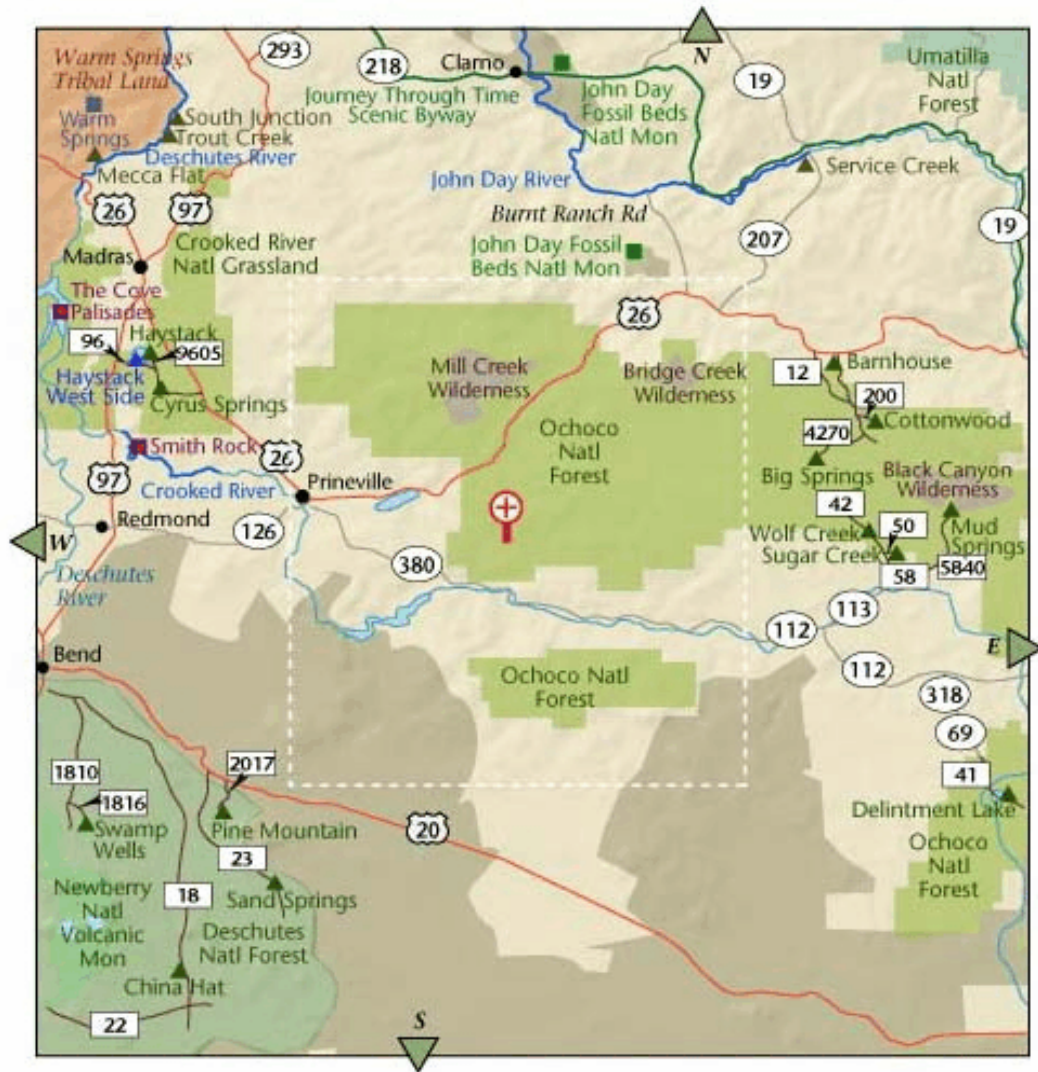 N
293
Warm Springs
Tribal Land
218
Clarno
19
Umatilla
Natl
Forest
Journey Through Time
Scenic Byway
John Day
Fossil Beds
Natl Mon
Warm
Springs
South Junction
Trout Creek
Deschutes River
Mecca Flat
John Day River
Service Creek
26
97
Burnt Ranch Rd
207
19
Madras
Crooked River
Natl Grassland
John Day Fossil
Beds Natl Mon
The Cove
Palisades
26
96
Haystack
9605
Haystack
West Side
Cyrus Springs
Mill Creek
Wilderness
Bridge Creek
Wilderness
12
Barnhouse
200
Cottonwood
4270
Ochoco
Natl
Forest
Smith Rock
26
97
Crooked River
Prineville
Big Springs
Black Canyon
Wilderness
42
Redmond
126
Wolf Creek
50
Mud
Springs
Sugar Creek
58
5840
W
Deschutes
River
380
113
112
E
Bend
112
Ochoco Natl
Forest
318
69
41
Delintment Lake
1810
2017
1816
Swamp
Wells
Pine Mountain
20
Ochoco
Natl
Forest
23
Newberry
Natl
Volcanic
Mon
18
Sand Springs
Deschutes
Natl Forest
China Hat
22
S